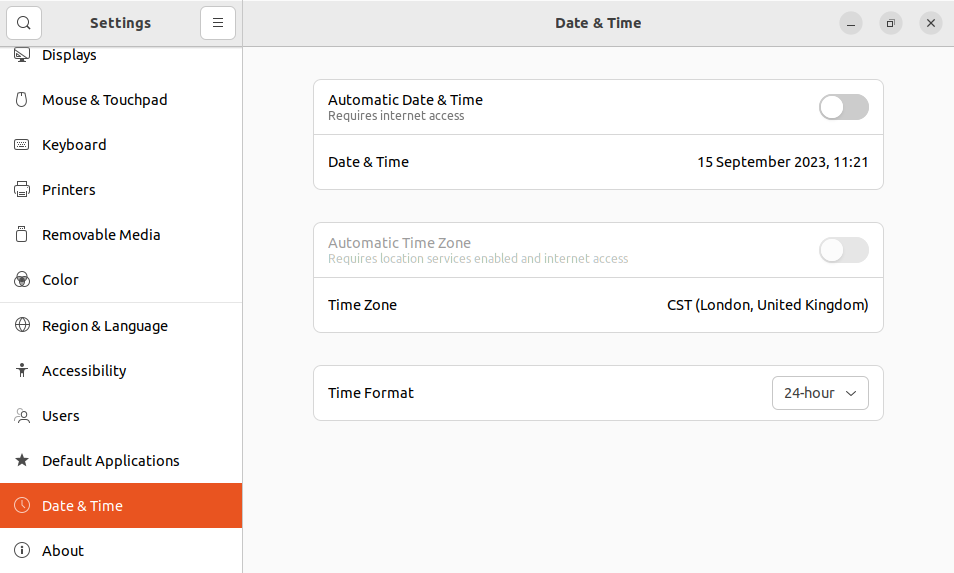 Settings
Date & Time
Displays
Mouse & Touchpad
Keyboard
Printers
Removable Media
Color
Region & Language
Accessibility
Users
Default Applications
Date & Time
About
Automatic Date & Time
Requires internet access
Date & Time 15 September 2023, 11:21
Automatic Time Zone
Requires location services enabled and internet access
Time Zone CST (London, United Kingdom)
Time Format 24-hour